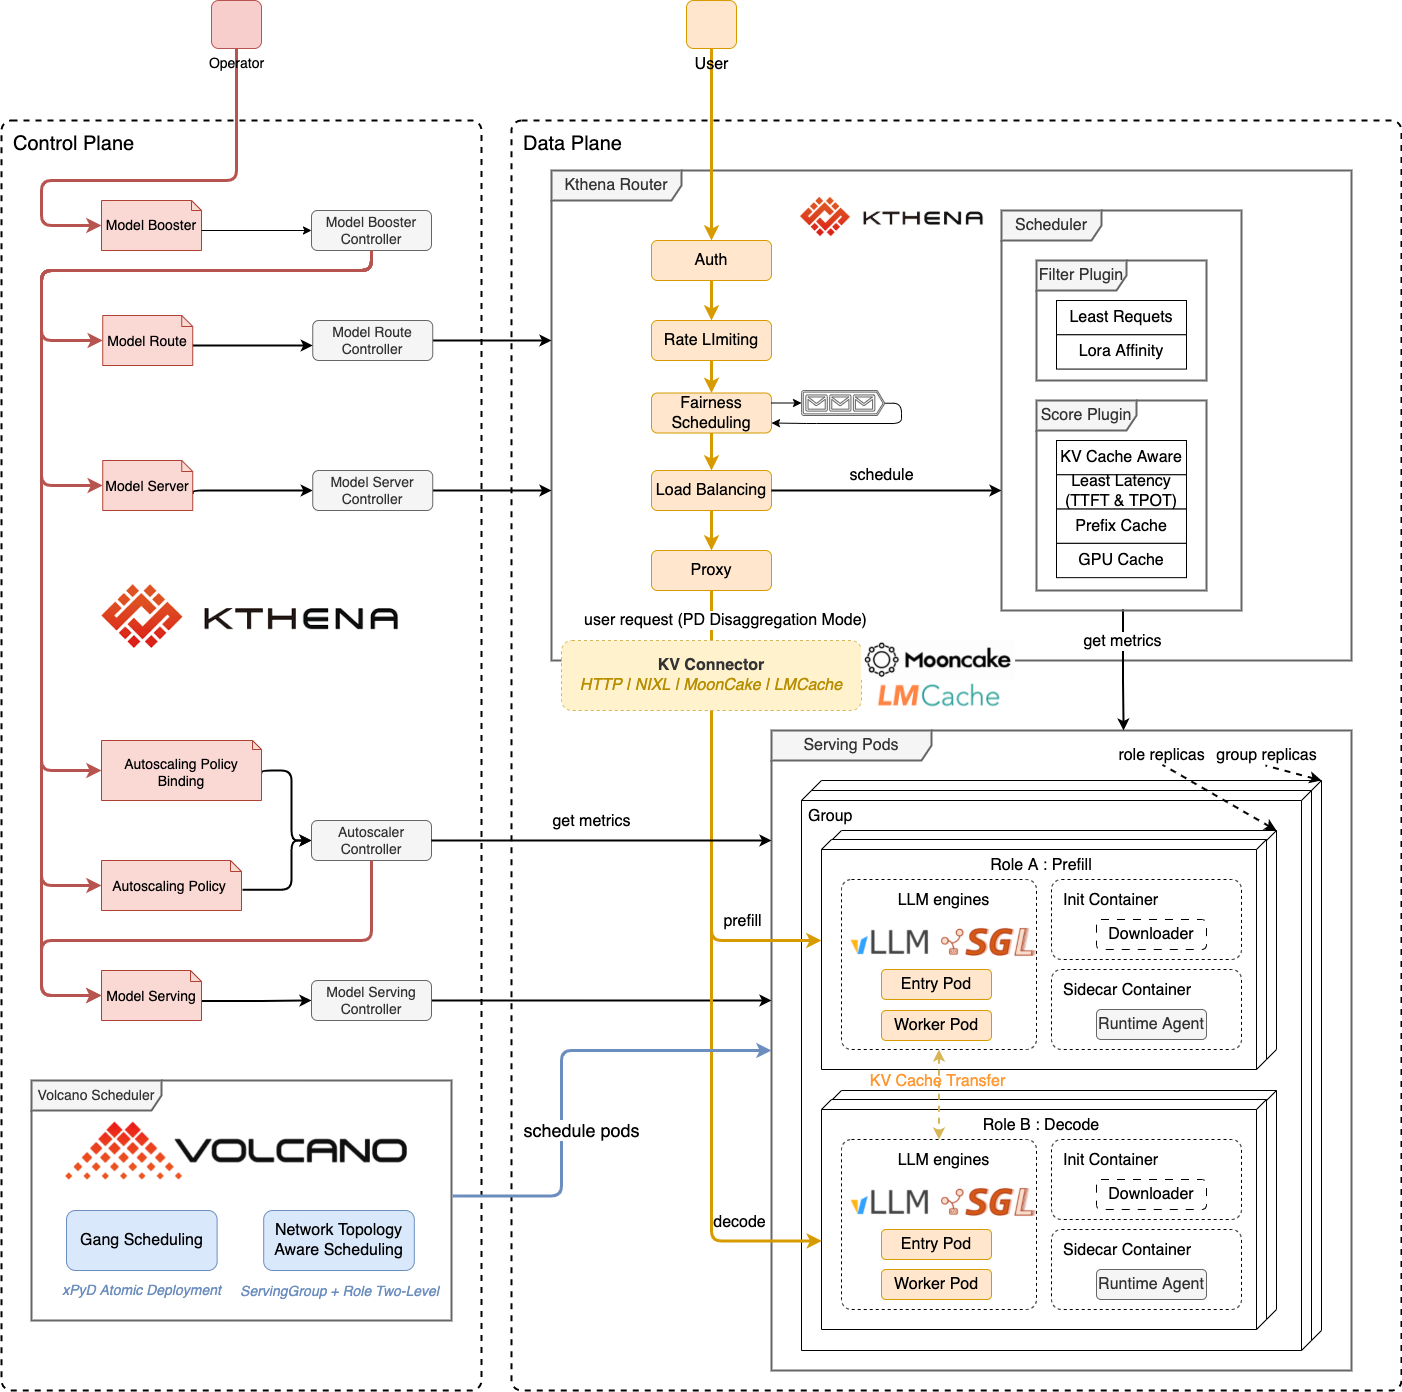 Operator
User
Control Plane
Data Plane
Kthena Router
KTHENA
Scheduler
Model Booster
Model Booster
Controller
Auth
Filter Plugin
Least Requets
Lora Affinity
Model Route
Model Route
Controller
Rate LImiting
Fairness
Scheduling
Score Plugin
KV Cache Aware
Least Latency
(TTFT & TPOT)
Prefix Cache
GPU Cache
Model Server
Model Server
Controller
Load Balancing
schedule
Proxy
KTHENA
user request (PD Disaggregation Mode)
get metrics
KV Connector
HTTP | NIXL | MoonCake | LMCache
Mooncake
LMCache
Serving Pods
role replicas
group replicas
Autoscaling Policy
Binding
Autoscaler
Controller
get metrics
Autoscaling Policy
Group
Role A : Prefill
LLM engines
vLLM
SGL
Entry Pod
Worker Pod
Init Container
Downloader
Sidecar Container
Runtime Agent
prefill
Model Serving
Model Serving
Controller
KV Cache Transfer
Volcano Scheduler
VOLCANO
schedule pods
Role B : Decode
LLM engines
vLLM
SGL
Entry Pod
Worker Pod
Init Container
Downloader
Sidecar Container
Runtime Agent
decode
Gang Scheduling
Network Topology
Aware Scheduling
xPyD Atomic Deployment
ServingGroup + Role Two-Level